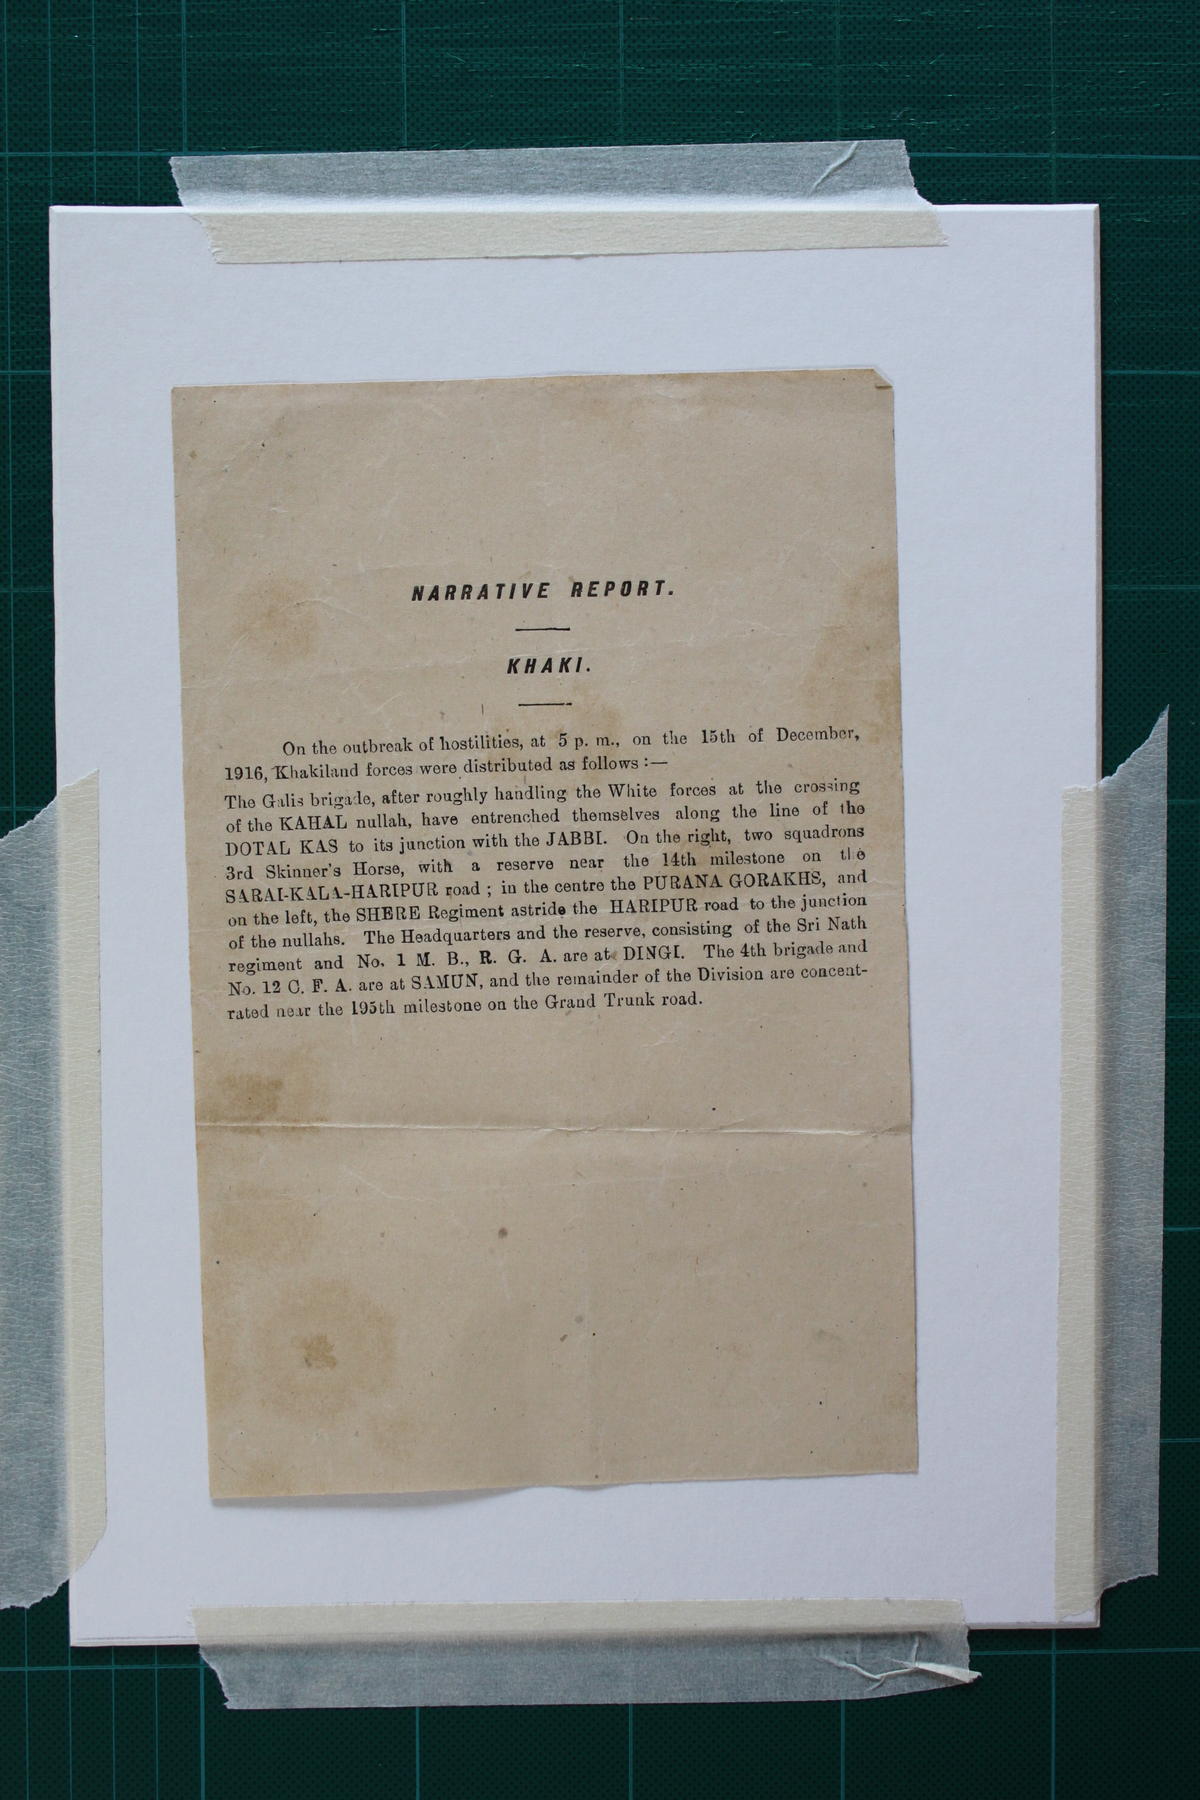 NARRATIVE REPORT.
KHAKI.
On the outbreak of hostilities, at 5 p. m., on the 15th of December,
1916, Khakiland forces were distributed as follows :—
The Galis brigade, after roughly handling the White forces at the crossing
of the KAHAL nullah, have entrenched themselves along the line of the
DOTAL KAS to its junction with the JABBI. On the right, two squadrons
3rd Skinner's Horse, with a reserve near the 14th milestone on the
SARAI-KALA-HARIPUR road ; in the centre the PURANA GORAKHS, and
on the left, the SHERE Regiment astride the HARIPUR road to the junction
of the nullahs. The Headquarters and the reserve, consisting of the Sri Nath
regiment and No. 1 M. B., R. G. A. are at DINGI. The 4th brigade and
No. 12 C. F. A. are at SAMUN, and the remainder of the Division are concent-
rated near the 195th milestone on the Grand Trunk road.